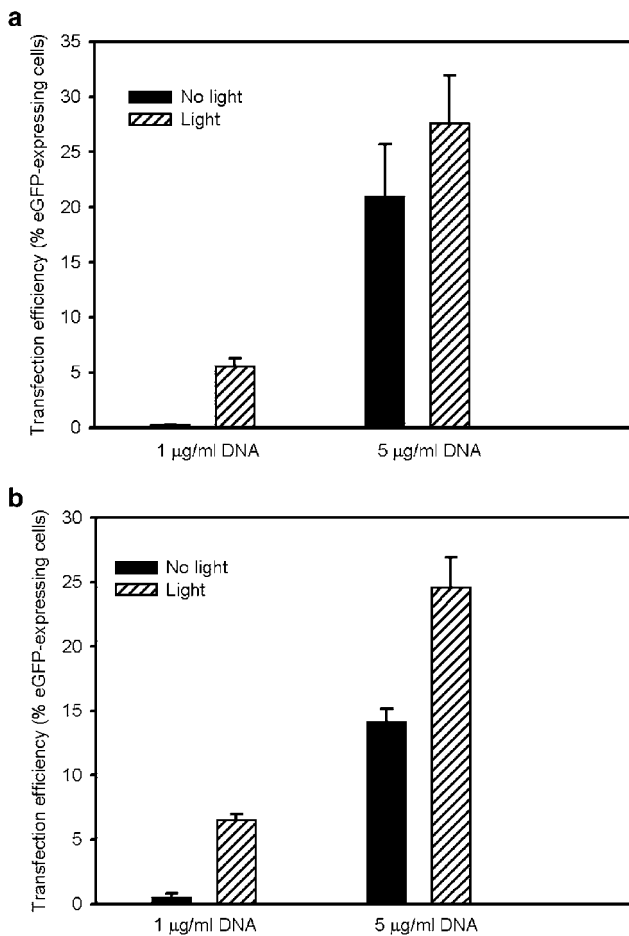 a
Transfection efficiency (% eGFP-expressing cells)
35
30
25
20
15
10
5
0
No light
Light
1 µg/ml DNA
5 µg/ml DNA
b
Transfection efficiency (% eGFP-expressing cells)
30
25
20
15
10
5
0
No light
Light
1 µg/ml DNA
5 µg/ml DNA